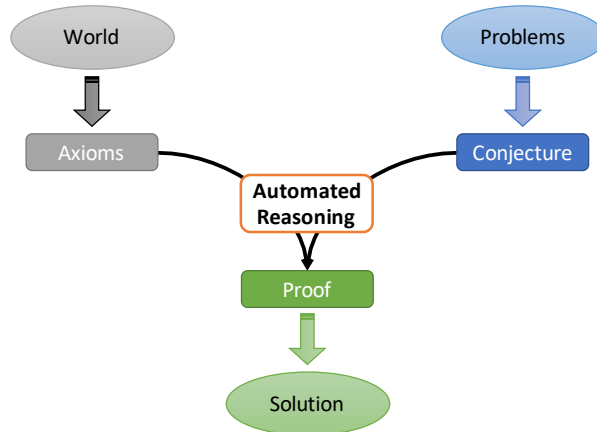 World
Problems
Axioms
Conjecture
Automated
Reasoning
Proof
Solution